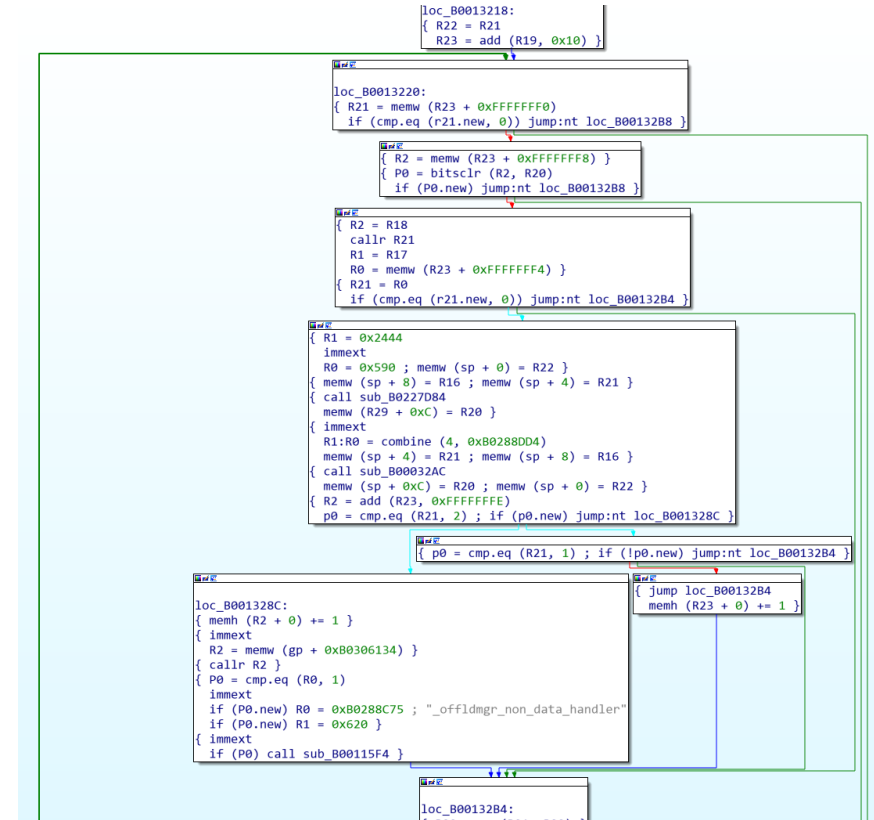 loc_B0013218:
{ R22 = R21
R23 = add (R19, 0x10) }
loc_B0013220:
{ R21 = memw (R23 + 0xFFFFFFF0)
if (cmp.eq (r21.new, 0)) jump:nt loc_B00132B8 }
{ R2 = memw (R23 + 0xFFFFFFF8) }
{ P0 = bitsclr (R2, R20)
if (P0.new) jump:nt loc_B00132B8 }
{ R2 = R18
callr R21
R1 = R17
R0 = memw (R23 + 0xFFFFFFF4) }
{ R21 = R0
if (cmp.eq (r21.new, 0)) jump:nt loc_B00132B4 }
{ R1 = 0x2444
immext
R0 = 0x590 ; memw (sp + 0) = R22 }
{ memw (sp + 8) = R16 ; memw (sp + 4) = R21 }
{ call sub_B0227D84
memw (R29 + 0xC) = R20 }
{ immext
R1:R0 = combine (4, 0xB0288DD4)
memw (sp + 4) = R21 ; memw (sp + 8) = R16 }
{ call sub_B00032AC
memw (sp + 0xC) = R20 ; memw (sp + 0) = R22 }
{ R2 = add (R23, 0xFFFFFFFE)
p0 = cmp.eq (R21, 2) ; if (p0.new) jump:nt loc_B001328C }
{ p0 = cmp.eq (R21, 1) ; if (!p0.new) jump:nt loc_B00132B4 }
{ jump loc_B00132B4
memh (R23 + 0) += 1 }
loc_B001328C:
{ memh (R2 + 0) += 1 }
{ immext
R2 = memw (gp + 0xB0306134) }
{ callr R2 }
{ P0 = cmp.eq (R0, 1)
immext
if (P0.new) R0 = 0xB0288C75 ; "_offldmgr_non_data_handler"
if (P0.new) R1 = 0x620 }
{ immext
if (P0) call sub_B00115F4 }
loc_B00132B4: